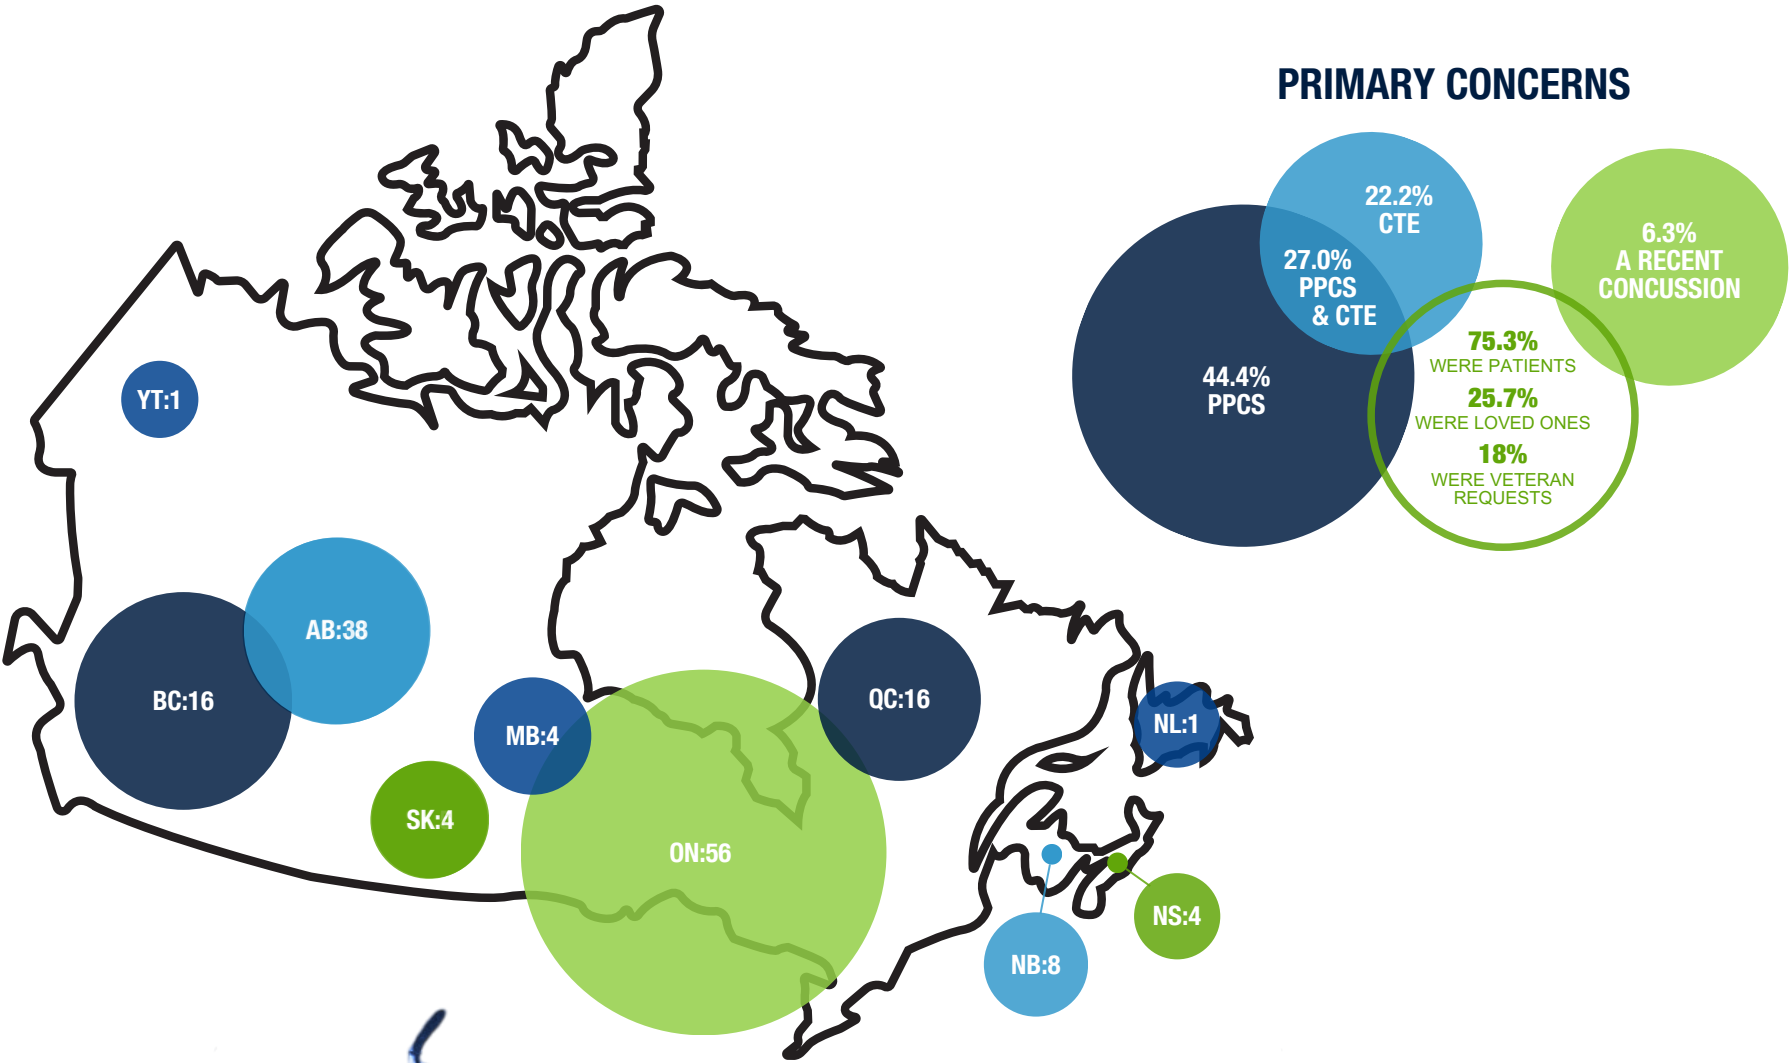 PRIMARY CONCERNS
22.2%
CTE
27.0%
PPCS
& CTE
44.4%
PPCS
6.3%
A RECENT
CONCUSSION
75.3%
WERE PATIENTS
25.7%
WERE LOVED ONES
18%
WERE VETERAN
REQUESTS
YT:1
AB:38
BC:16
MB:4
SK:4
ON:56
QC:16
NL:1
NB:8
NS:4